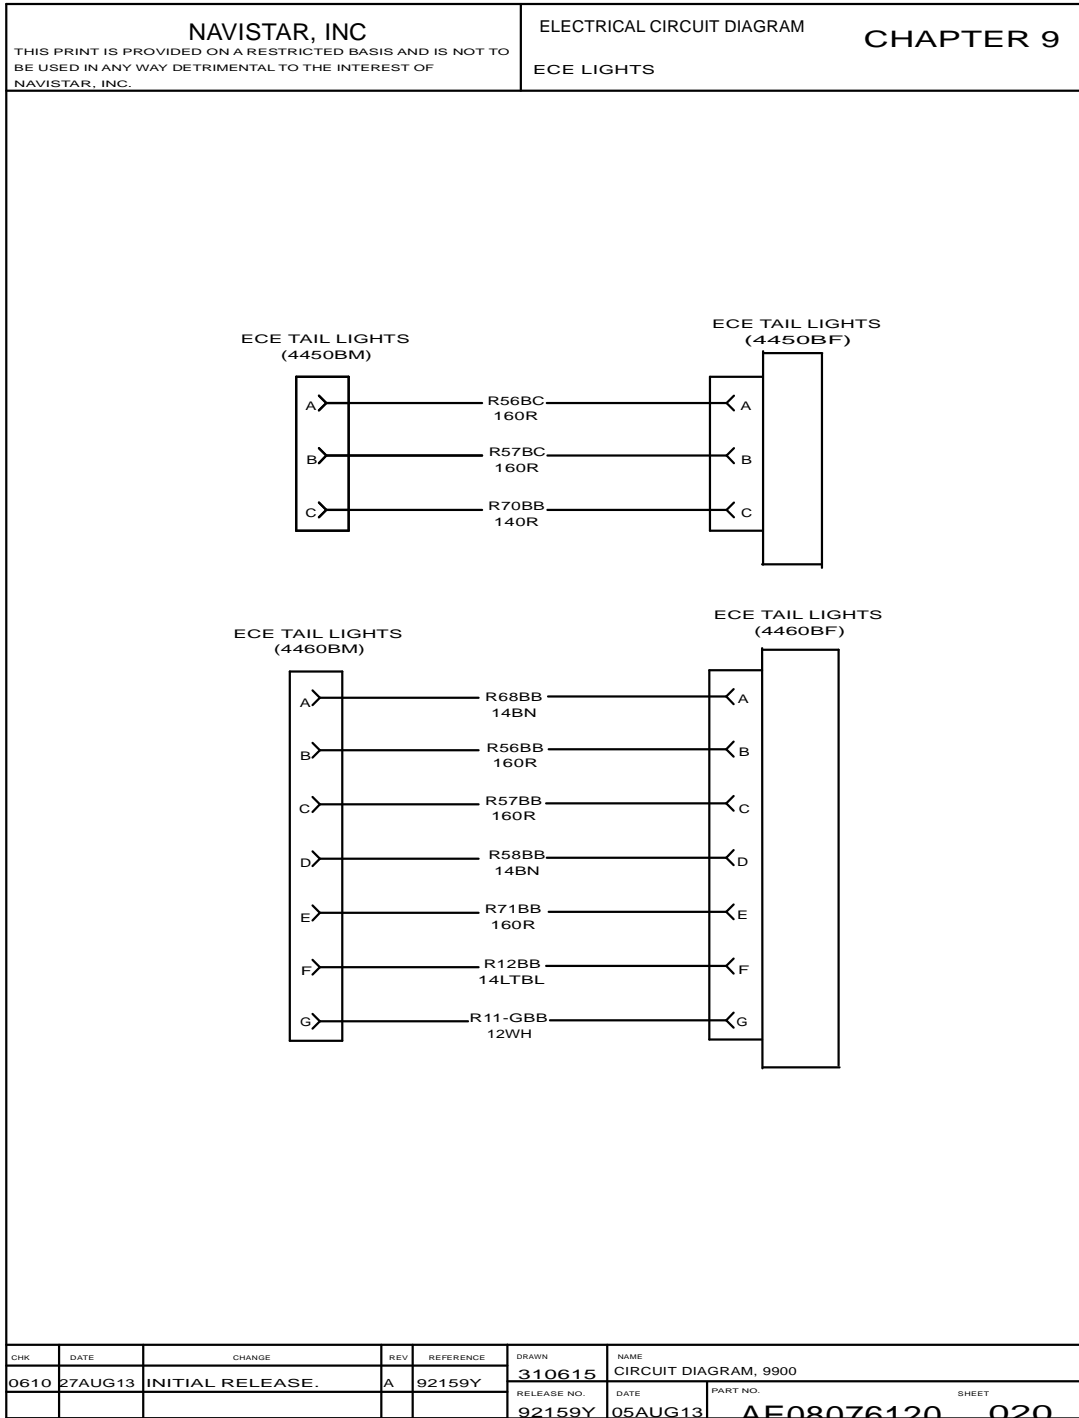 NAVISTAR, INC
THIS PRINT IS PROVIDED ON A RESTRICTED BASIS AND IS NOT TO
BE USED IN ANY WAY DETRIMENTAL TO THE INTEREST OF
NAVISTAR, INC.
ELECTRICAL CIRCUIT DIAGRAM
CHAPTER 9
ECE LIGHTS
ECE TAIL LIGHTS
(4450BM)
ECE TAIL LIGHTS
(4450BF)
A
R56BC
160R
A
B
R57BC
160R
B
C
R70BB
140R
C
ECE TAIL LIGHTS
(4460BM)
ECE TAIL LIGHTS
(4460BF)
A
R68BB
14BN
A
B
R56BB
160R
B
C
R57BB
160R
C
D
R58BB
14BN
D
E
R71BB
160R
E
F
R12BB
14LTBL
F
G
R11-GBB
12WH
G
CHK DATE CHANGE REV REFERENCE
0610 27AUG13 INITIAL RELEASE. A 92159Y
DRAWN
310615
NAME
CIRCUIT DIAGRAM, 9900
RELEASE NO.
92159Y
DATE
05AUG13
PART NO.
AE08076120
SHEET
020